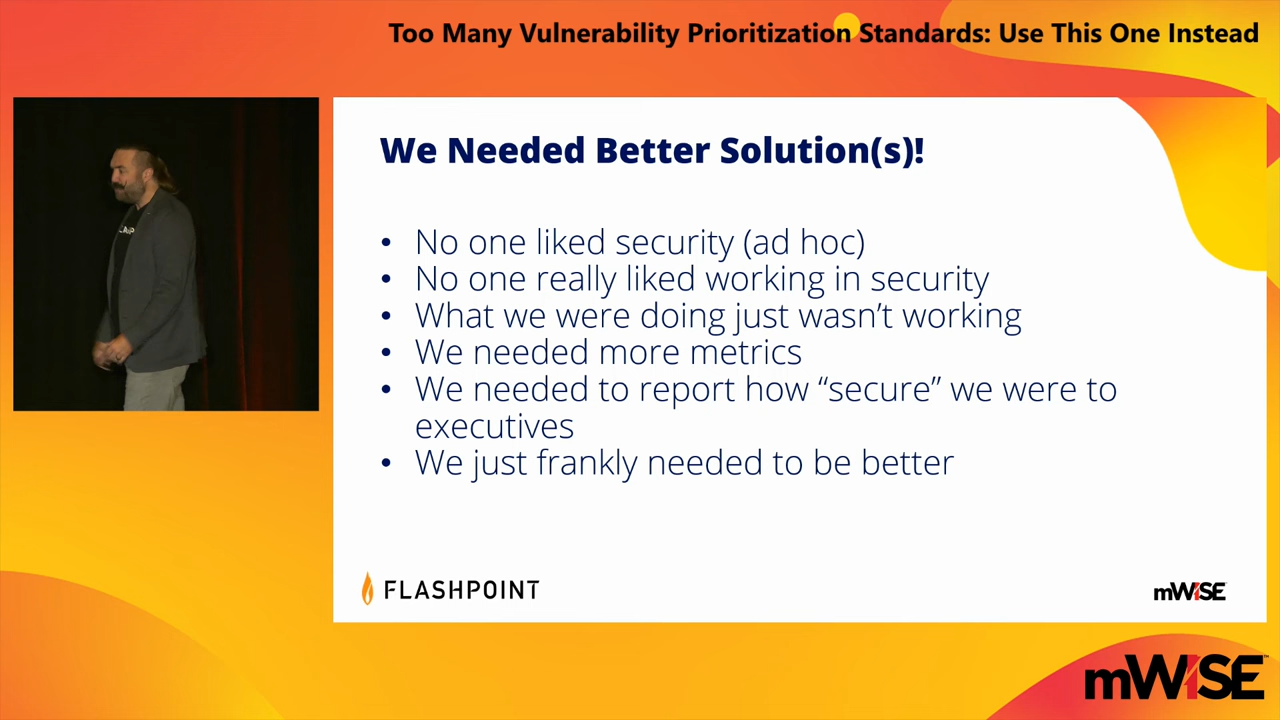 Too Many Vulnerability Prioritization Standards: Use This One Instead
We Needed Better Solution(s)!
• No one liked security (ad hoc)
• No one really liked working in security
• What we were doing just wasn’t working
• We needed more metrics
• We needed to report how “secure” we were to
executives
• We just frankly needed to be better
FLASHPOINT
mWISE
mWISE™